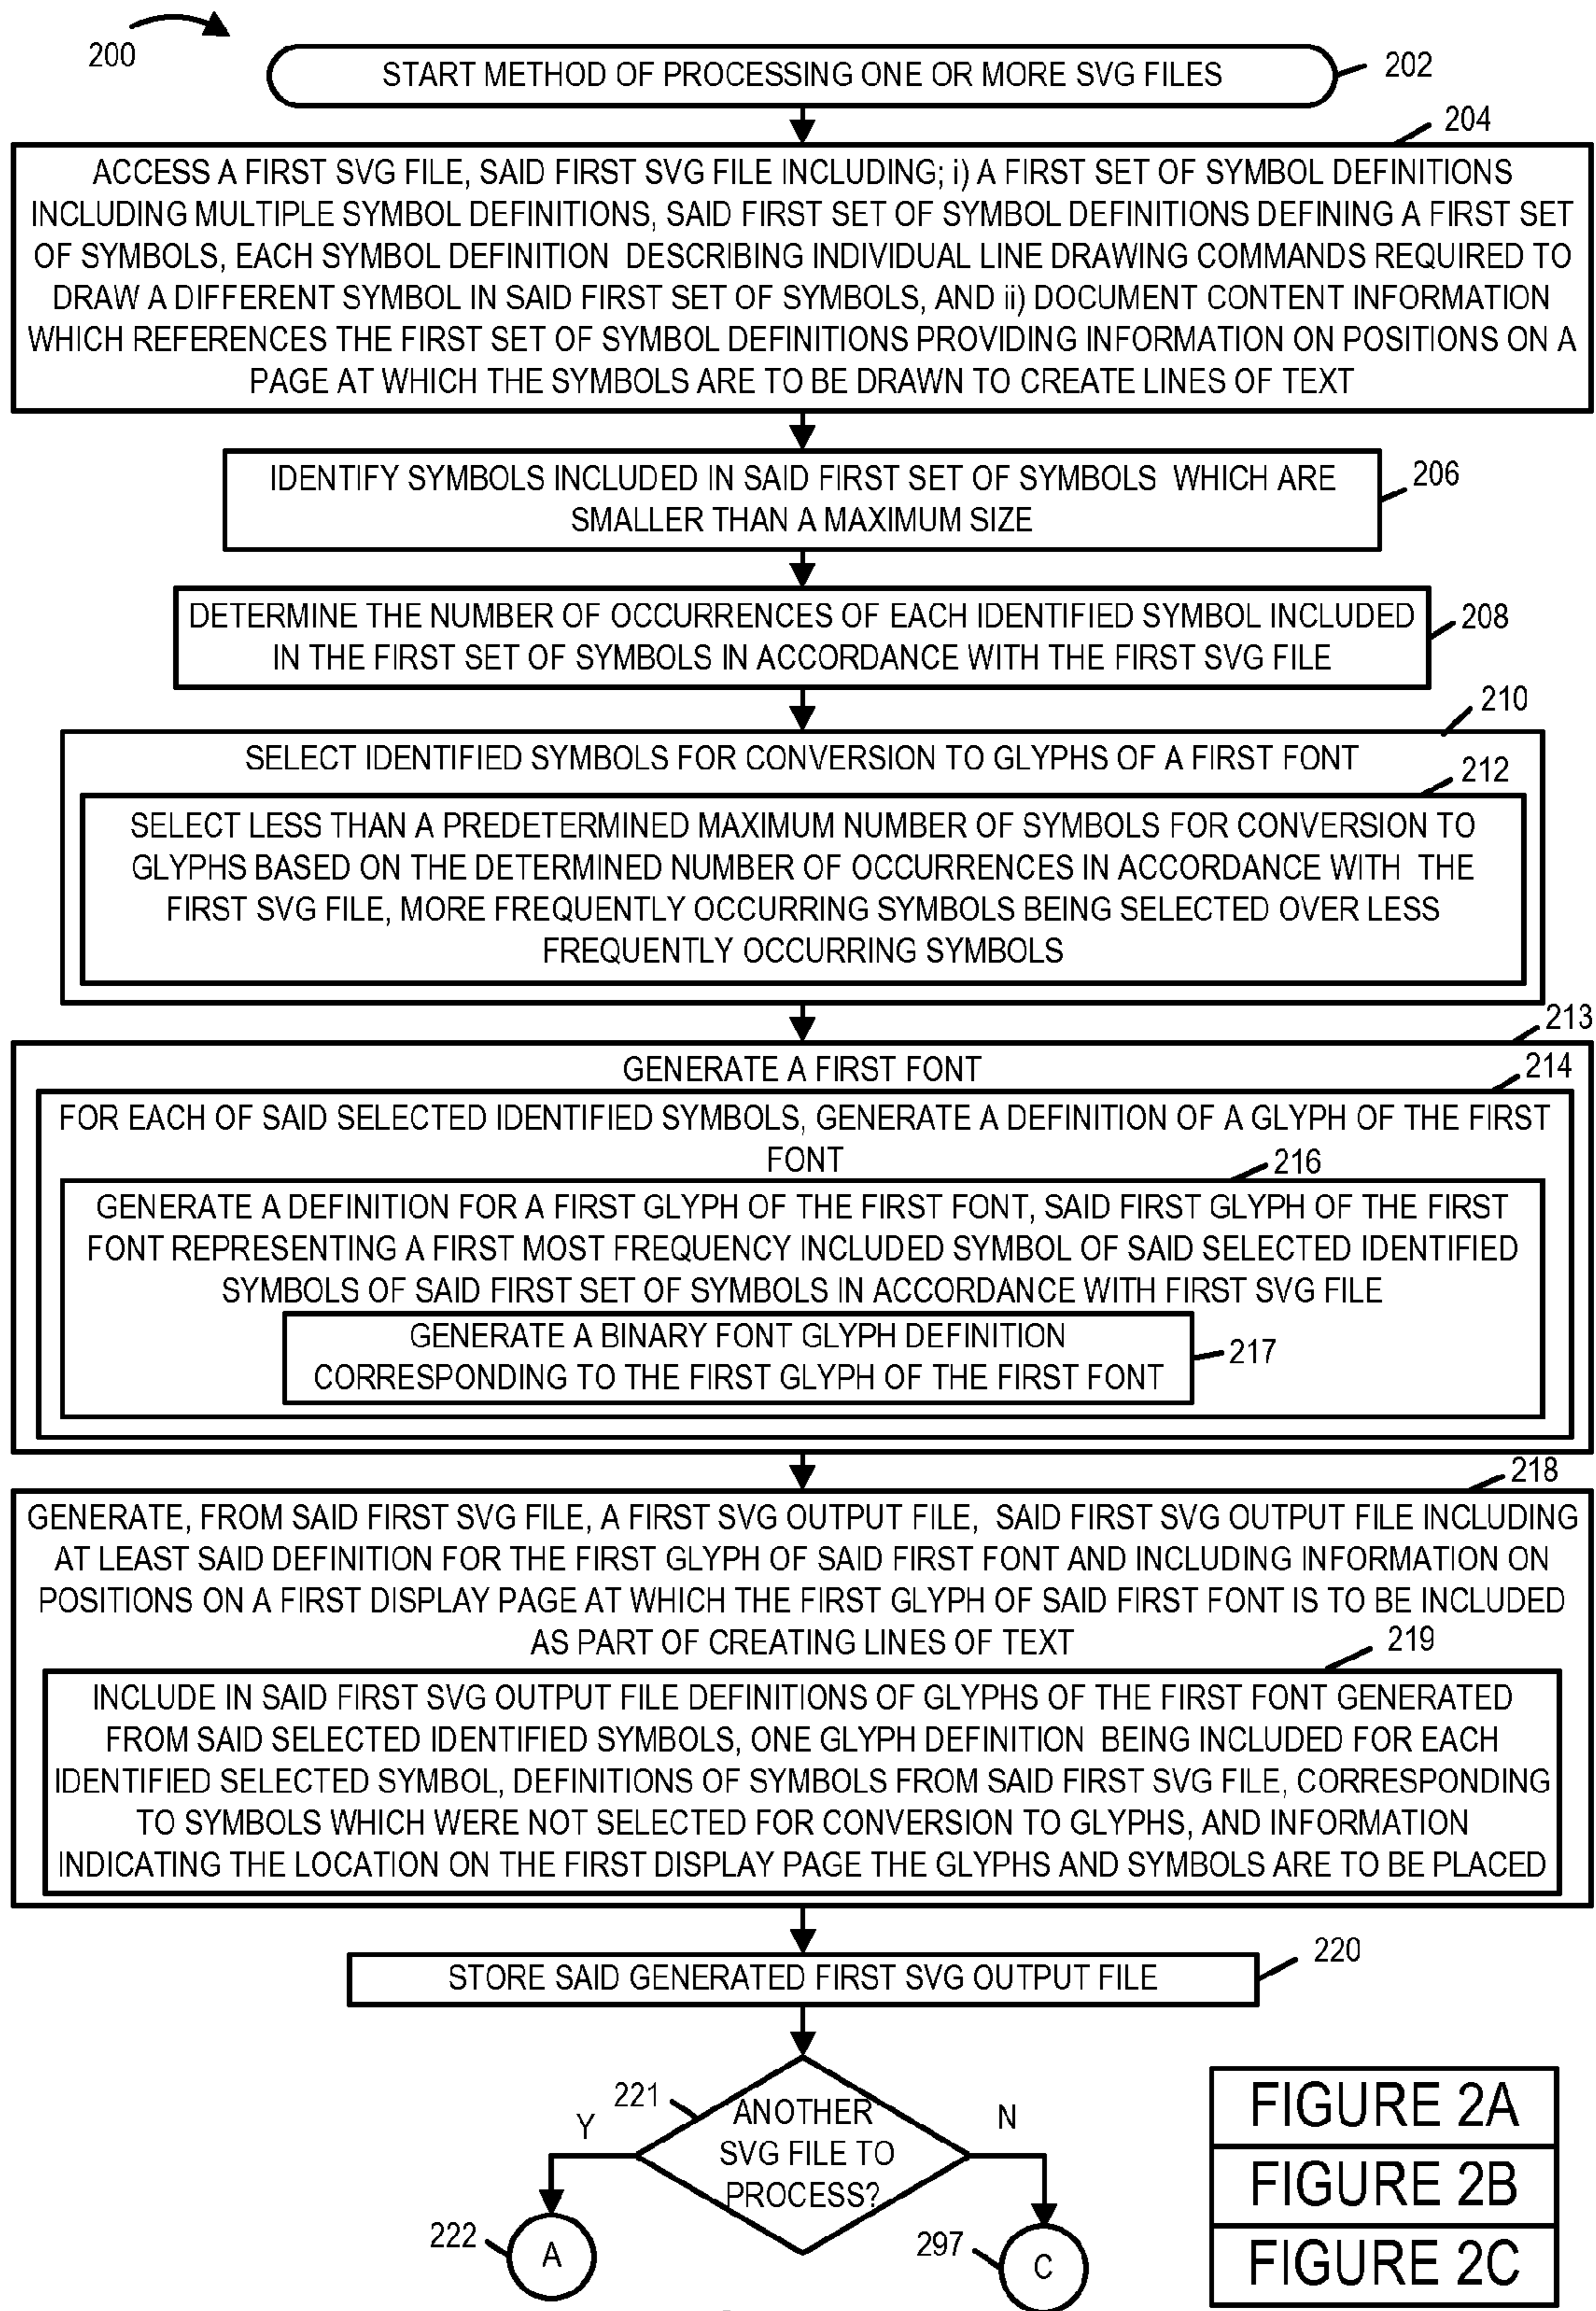 200
START METHOD OF PROCESSING ONE OR MORE SVG FILES
202
204
ACCESS A FIRST SVG FILE, SAID FIRST SVG FILE INCLUDING; i) A FIRST SET OF SYMBOL DEFINITIONS
INCLUDING MULTIPLE SYMBOL DEFINITIONS, SAID FIRST SET OF SYMBOL DEFINITIONS DEFINING A FIRST SET
OF SYMBOLS, EACH SYMBOL DEFINITION DESCRIBING INDIVIDUAL LINE DRAWING COMMANDS REQUIRED TO
DRAW A DIFFERENT SYMBOL IN SAID FIRST SET OF SYMBOLS, AND ii) DOCUMENT CONTENT INFORMATION
WHICH REFERENCES THE FIRST SET OF SYMBOL DEFINITIONS PROVIDING INFORMATION ON POSITIONS ON A
PAGE AT WHICH THE SYMBOLS ARE TO BE DRAWN TO CREATE LINES OF TEXT
IDENTIFY SYMBOLS INCLUDED IN SAID FIRST SET OF SYMBOLS WHICH ARE
SMALLER THAN A MAXIMUM SIZE
206
DETERMINE THE NUMBER OF OCCURRENCES OF EACH IDENTIFIED SYMBOL INCLUDED
IN THE FIRST SET OF SYMBOLS IN ACCORDANCE WITH THE FIRST SVG FILE
208
210
SELECT IDENTIFIED SYMBOLS FOR CONVERSION TO GLYPHS OF A FIRST FONT
212
SELECT LESS THAN A PREDETERMINED MAXIMUM NUMBER OF SYMBOLS FOR CONVERSION TO
GLYPHS BASED ON THE DETERMINED NUMBER OF OCCURRENCES IN ACCORDANCE WITH THE
FIRST SVG FILE, MORE FREQUENTLY OCCURRING SYMBOLS BEING SELECTED OVER LESS
FREQUENTLY OCCURRING SYMBOLS
213
GENERATE A FIRST FONT
214
FOR EACH OF SAID SELECTED IDENTIFIED SYMBOLS, GENERATE A DEFINITION OF A GLYPH OF THE FIRST
FONT
216
GENERATE A DEFINITION FOR A FIRST GLYPH OF THE FIRST FONT, SAID FIRST GLYPH OF THE FIRST
FONT REPRESENTING A FIRST MOST FREQUENCY INCLUDED SYMBOL OF SAID SELECTED IDENTIFIED
SYMBOLS OF SAID FIRST SET OF SYMBOLS IN ACCORDANCE WITH FIRST SVG FILE
GENERATE A BINARY FONT GLYPH DEFINITION
CORRESPONDING TO THE FIRST GLYPH OF THE FIRST FONT
217
218
GENERATE, FROM SAID FIRST SVG FILE, A FIRST SVG OUTPUT FILE, SAID FIRST SVG OUTPUT FILE INCLUDING
AT LEAST SAID DEFINITION FOR THE FIRST GLYPH OF SAID FIRST FONT AND INCLUDING INFORMATION ON
POSITIONS ON A FIRST DISPLAY PAGE AT WHICH THE FIRST GLYPH OF SAID FIRST FONT IS TO BE INCLUDED
AS PART OF CREATING LINES OF TEXT
219
INCLUDE IN SAID FIRST SVG OUTPUT FILE DEFINITIONS OF GLYPHS OF THE FIRST FONT GENERATED
FROM SAID SELECTED IDENTIFIED SYMBOLS, ONE GLYPH DEFINITION BEING INCLUDED FOR EACH
IDENTIFIED SELECTED SYMBOL, DEFINITIONS OF SYMBOLS FROM SAID FIRST SVG FILE, CORRESPONDING
TO SYMBOLS WHICH WERE NOT SELECTED FOR CONVERSION TO GLYPHS, AND INFORMATION
INDICATING THE LOCATION ON THE FIRST DISPLAY PAGE THE GLYPHS AND SYMBOLS ARE TO BE PLACED
STORE SAID GENERATED FIRST SVG OUTPUT FILE
220
221
ANOTHER
SVG FILE TO
PROCESS?
Y
N
222
A
297
C
FIGURE 2A
FIGURE 2B
FIGURE 2C